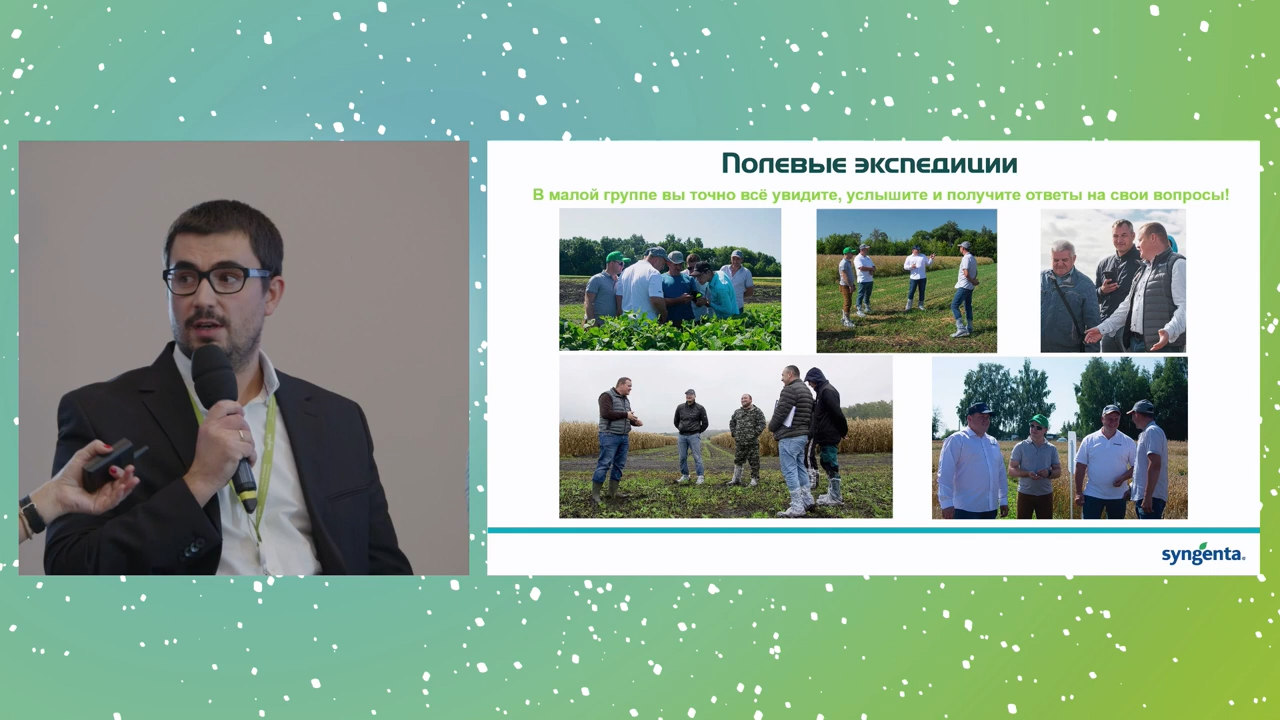 Полевые экспедиции
В малой группе вы точно всё увидите, услышите и получите ответы на свои вопросы!
syngenta